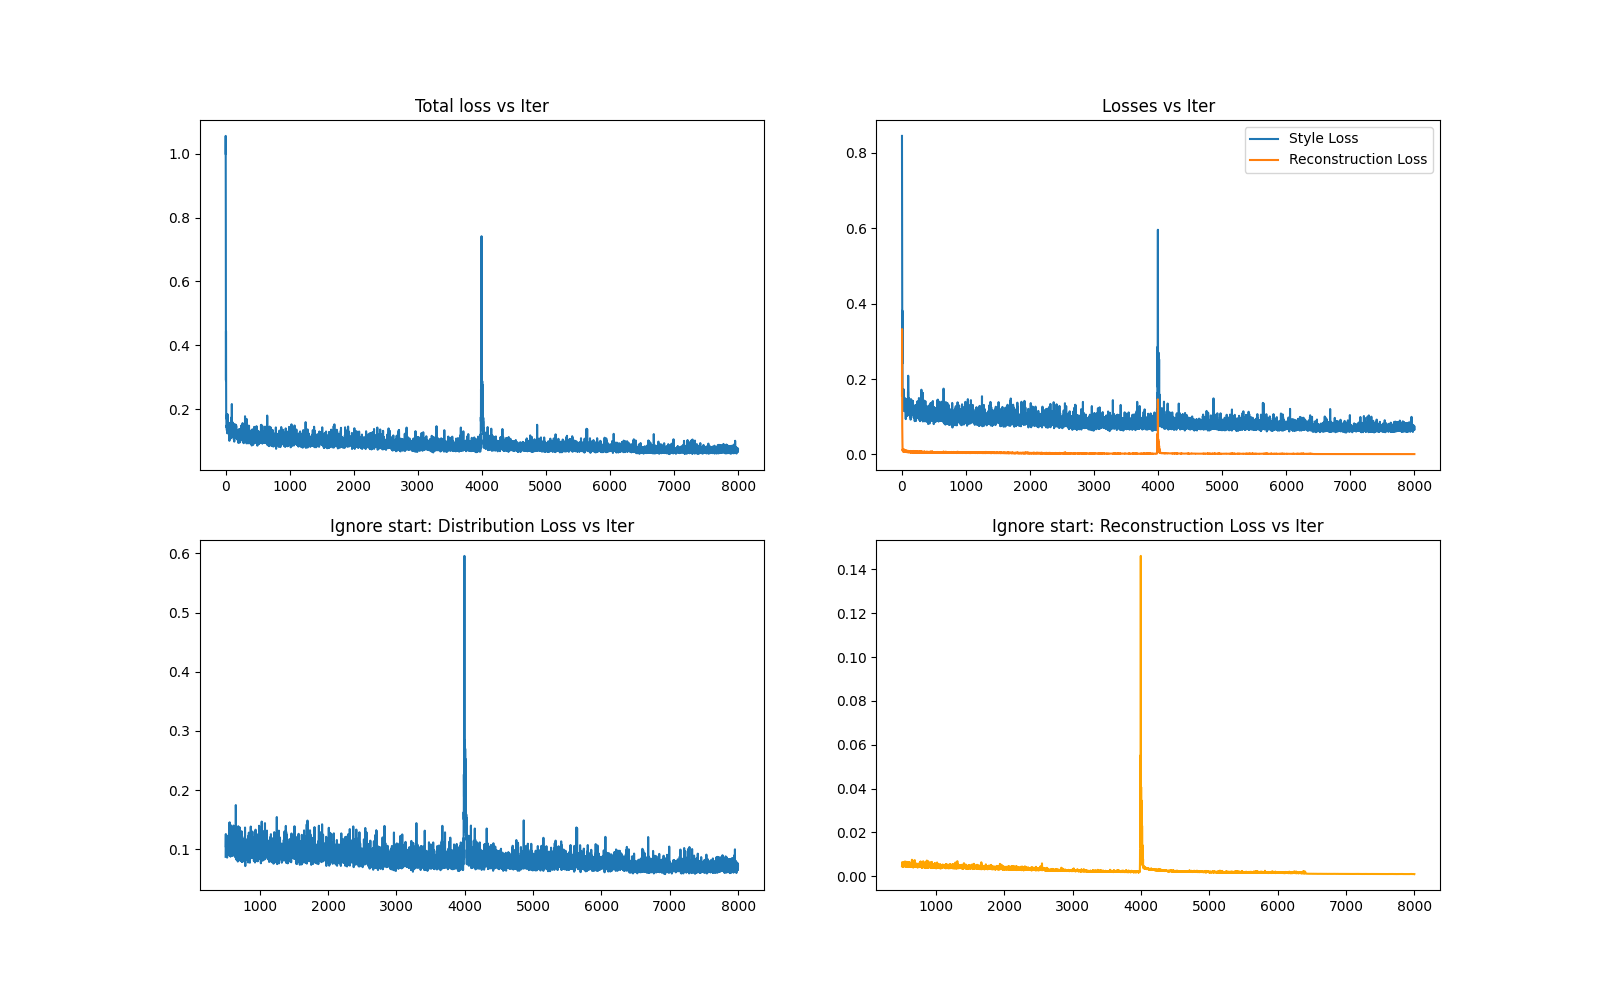 Total loss vs Iter
1.0
0.8
0.6
0.4
0.2
0 1000 2000 3000 4000 5000 6000 7000 8000
Losses vs Iter
Style Loss
Reconstruction Loss
0.8
0.6
0.4
0.2
0.0
0 1000 2000 3000 4000 5000 6000 7000 8000
Ignore start: Distribution Loss vs Iter
0.6
0.5
0.4
0.3
0.2
0.1
1000 2000 3000 4000 5000 6000 7000 8000
Ignore start: Reconstruction Loss vs Iter
0.14
0.12
0.10
0.08
0.06
0.04
0.02
0.00
1000 2000 3000 4000 5000 6000 7000 8000